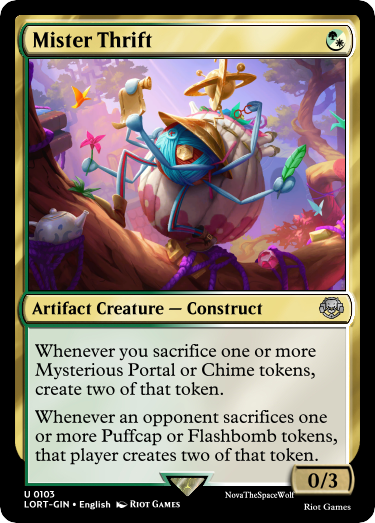 Mister Thrift
Artifact Creature — Construct
Whenever you sacrifice one or more
Mysterious Portal or Chime tokens,
create two of that token.
Whenever an opponent sacrifices one
or more Puffcap or Flashbomb tokens,
that player creates two of that token.
0/3
U 0103
LORT-GIN • English RIOT GAMES
NovaTheSpaceWolf
Riot Games